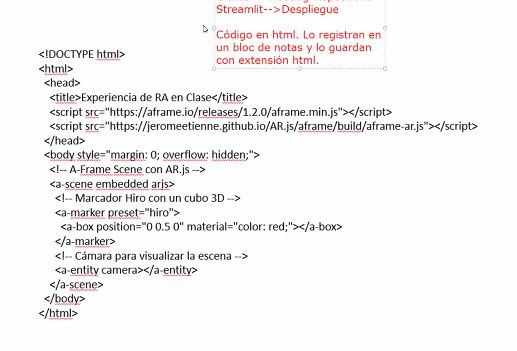 Streamlit-->Despliegue
Código en html. Lo registran en
un bloc de notas y lo guardan
con extensión html.
<!DOCTYPE html>
<html>
<head>
<title>Experiencia de RA en Clase</title>
<script src="https://aframe.io/releases/1.2.0/aframe.min.js"></script>
<script src="https://jeromeetienne.github.io/AR.js/aframe/build/aframe-ar.js"></script>
</head>
<body style="margin: 0; overflow: hidden;">
<!-- A-Frame Scene con AR.js -->
<a-scene embedded arjs>
<!-- Marcador Hiro con un cubo 3D -->
<a-marker preset="hiro">
<a-box position="0 0.5 0" material="color: red;"></a-box>
</a-marker>
<!-- Cámara para visualizar la escena -->
<a-entity camera></a-entity>
</a-scene>
</body>
</html>